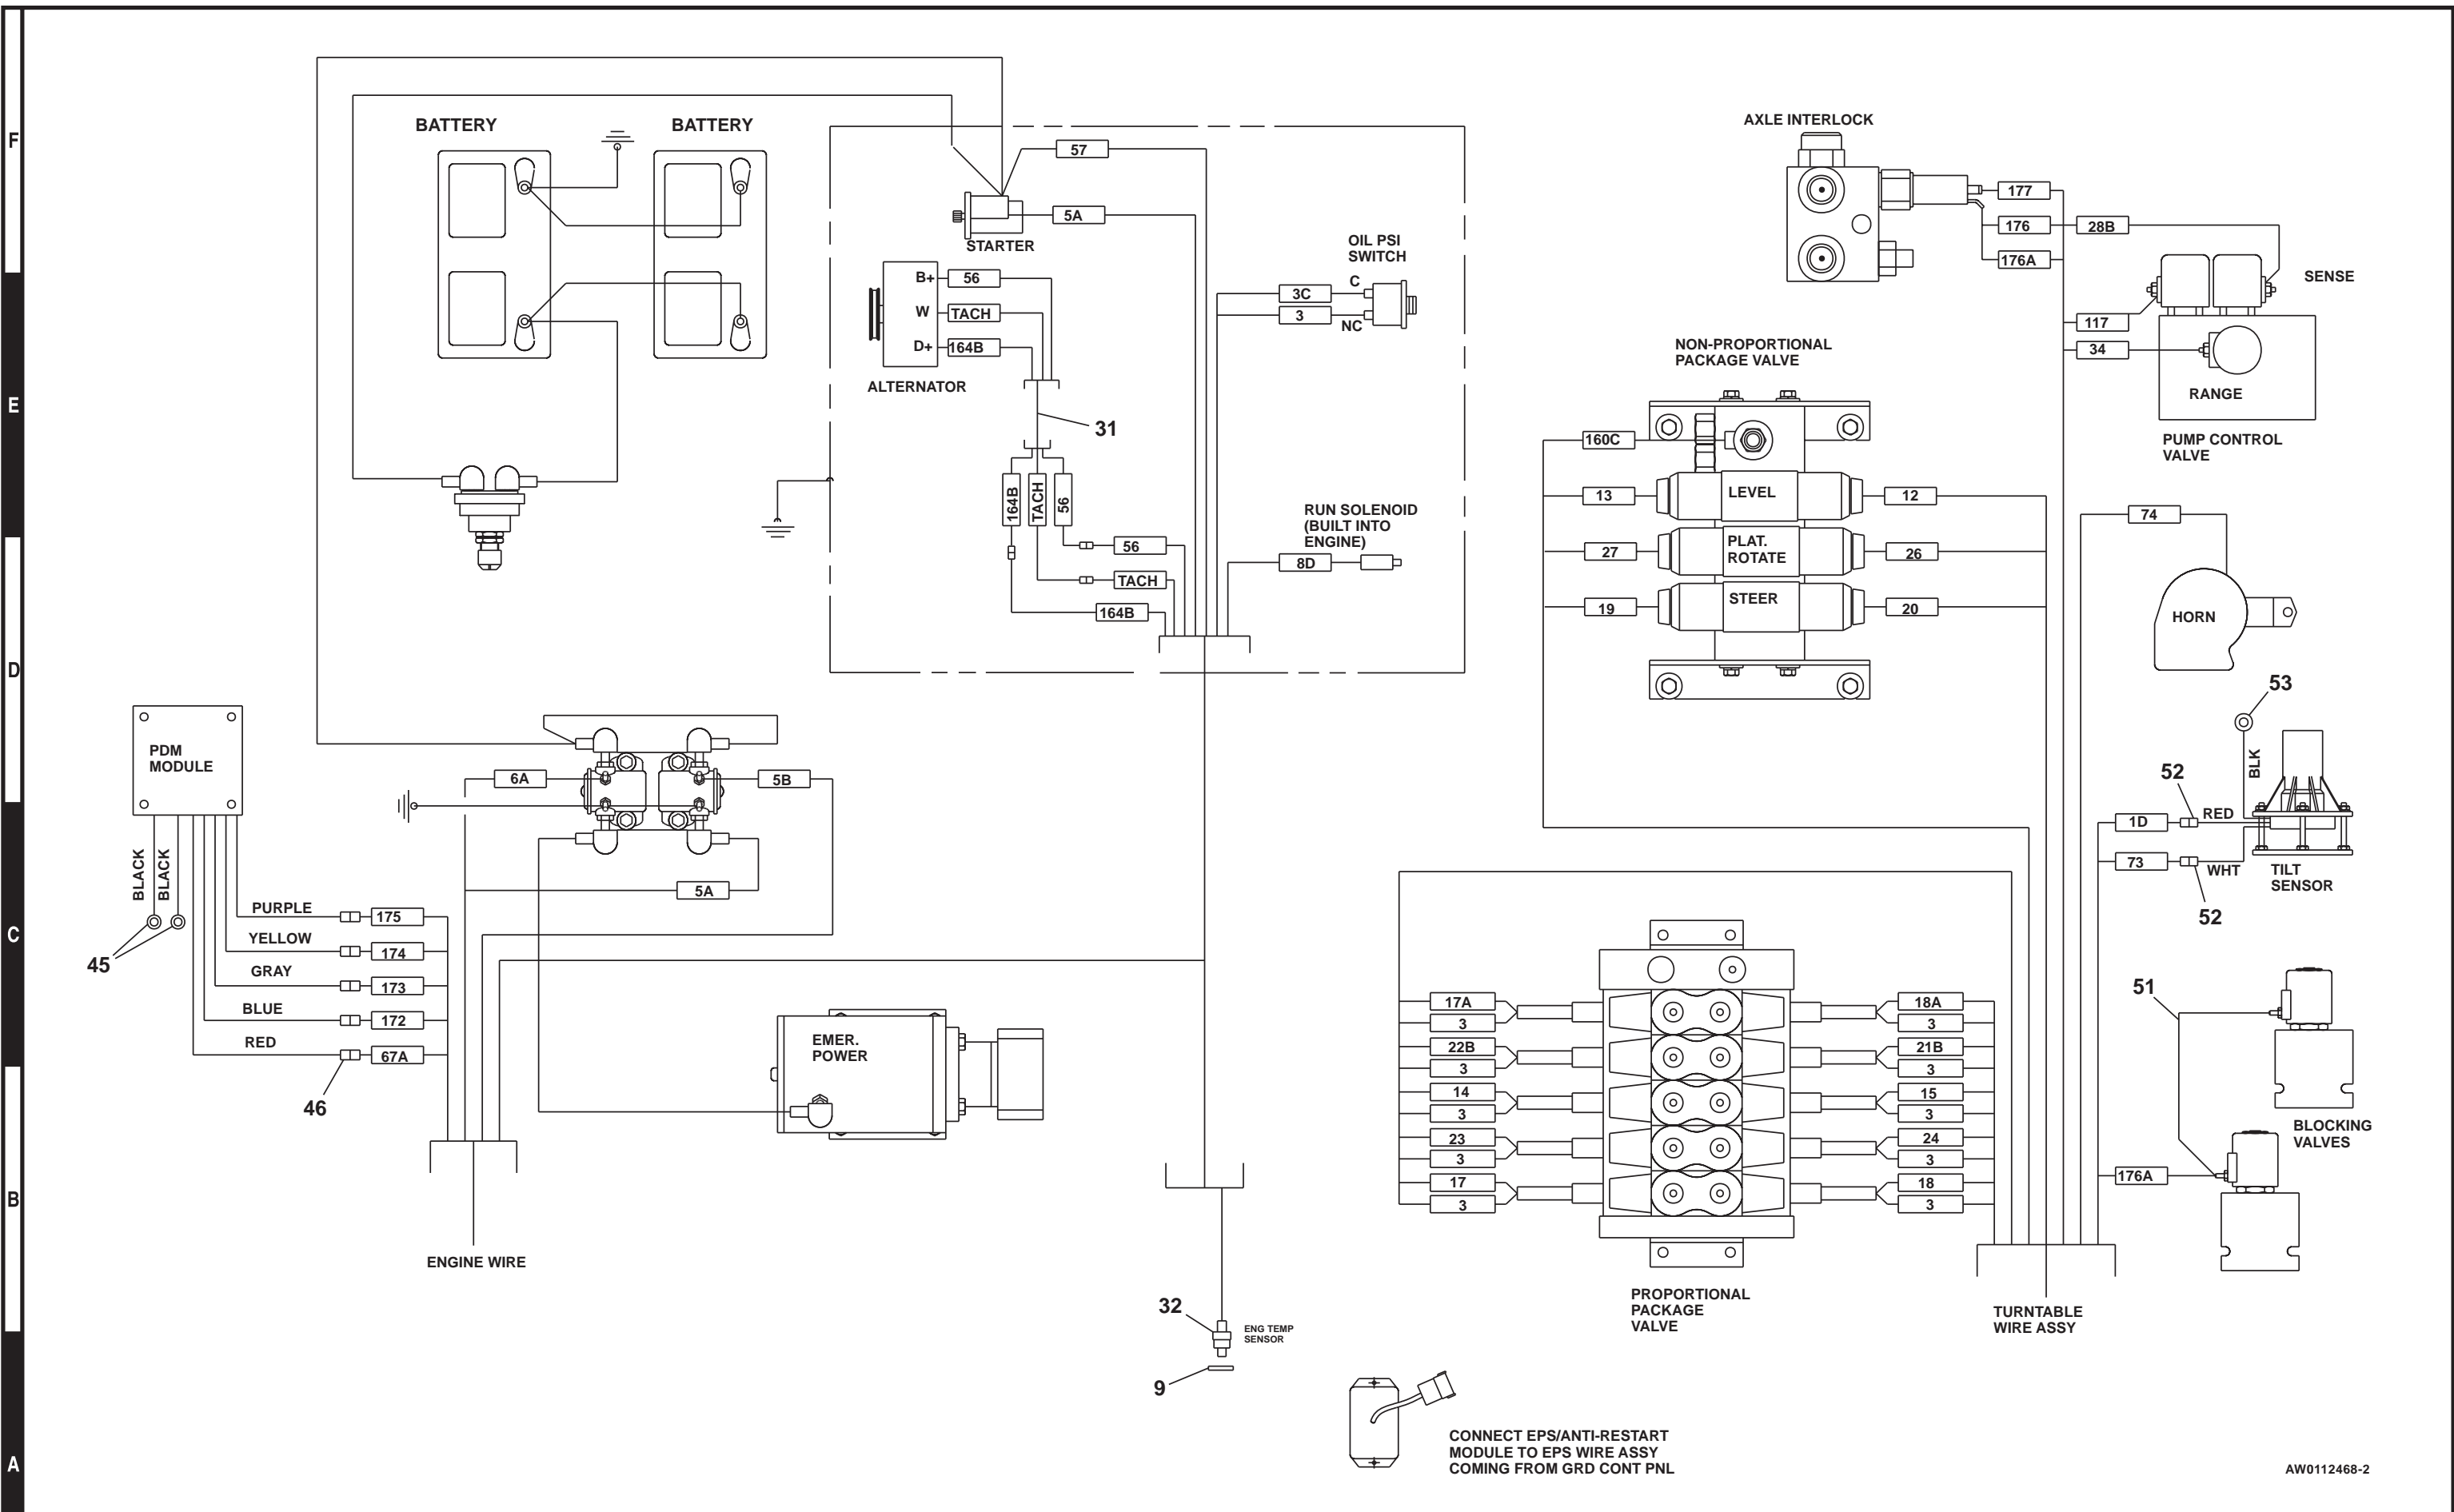 F
E
D
C
B
A
BATTERY
BATTERY
57
5A
STARTER
B+
56
W
TACH
D+
164B
ALTERNATOR
31
164B
TACH
56
56
TACH
164B
OIL PSI
SWITCH
C
3C
3
NC
RUN SOLENOID
(BUILT INTO
ENGINE)
8D
AXLE INTERLOCK
177
176
28B
176A
SENSE
117
34
RANGE
PUMP CONTROL
VALVE
NON-PROPORTIONAL
PACKAGE VALVE
160C
13
LEVEL
12
27
PLAT.
ROTATE
26
19
STEER
20
74
HORN
53
BLK
52
RED
1D
73
WHT
52
TILT
SENSOR
PDM
MODULE
BLACK
BLACK
45
PURPLE
175
YELLOW
174
GRAY
173
BLUE
172
RED
67A
46
6A
5B
5A
EMER.
POWER
ENGINE WIRE
32
ENG TEMP
SENSOR
9
17A
3
22B
3
14
3
23
3
17
3
18A
3
21B
3
15
3
24
3
18
3
PROPORTIONAL
PACKAGE
VALVE
51
BLOCKING
VALVES
176A
TURNTABLE
WIRE ASSY
CONNECT EPS/ANTI-RESTART
MODULE TO EPS WIRE ASSY
COMING FROM GRD CONT PNL
AW0112468-2